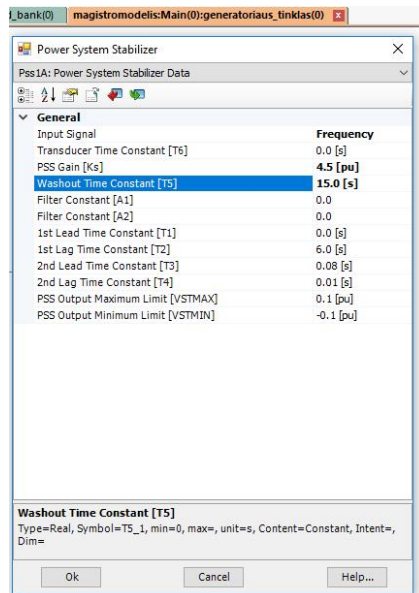 d_bank(0) magistromodelis:Main(0):generatoriaus_tinklas(0)
Power System Stabilizer
Pss1A: Power System Stabilizer Data
General
Input Signal Frequency
Transducer Time Constant [T6] 0.0 [s]
PSS Gain [Ks] 4.5 [pu]
Washout Time Constant [T5] 15.0 [s]
Filter Constant [A1] 0.0
Filter Constant [A2] 0.0
1st Lead Time Constant [T1] 0.0 [s]
1st Lag Time Constant [T2] 6.0 [s]
2nd Lead Time Constant [T3] 0.08 [s]
2nd Lag Time Constant [T4] 0.01 [s]
PSS Output Maximum Limit [VSTMAX] 0.1 [pu]
PSS Output Minimum Limit [VSTMIN] -0.1 [pu]
Washout Time Constant [T5]
Type=Real, Symbol=T5_1, min=0, max=, unit=s, Content=Constant, Intent=,
Dim=
Ok Cancel Help...